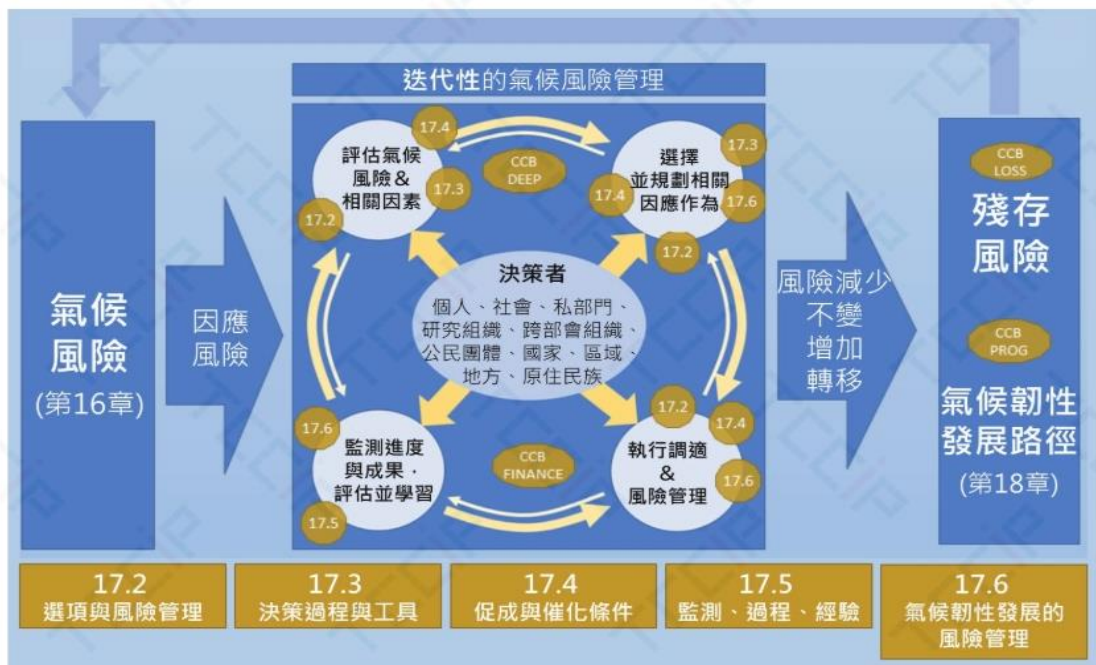 迭代性的氣候風險管理
氣候
風險
(第16章)
因應
風險
17.4
評估氣候
風險&
相關因素
17.3
17.2
CCB
DEEP
17.3
選擇
並規劃相關
因應作為
17.4
17.6
17.2
決策者
個人、社會、私部門、
研究組織、跨部會組織、
公民團體、國家、區域、
地方、原住民族
17.6
監測進度
與成果,
評估並學習
17.5
CCB
FINANCE
17.2
17.4
執行調適
&
風險管理
17.6
風險減少
不變
增加
轉移
CCB
LOSS
殘存
風險
CCB
PROG
氣候韌性
發展路徑
(第18章)
17.2
選項與風險管理
17.3
決策過程與工具
17.4
促成與催化條件
17.5
監測、過程、經驗
17.6
氣候韌性發展的
風險管理
TCCIP